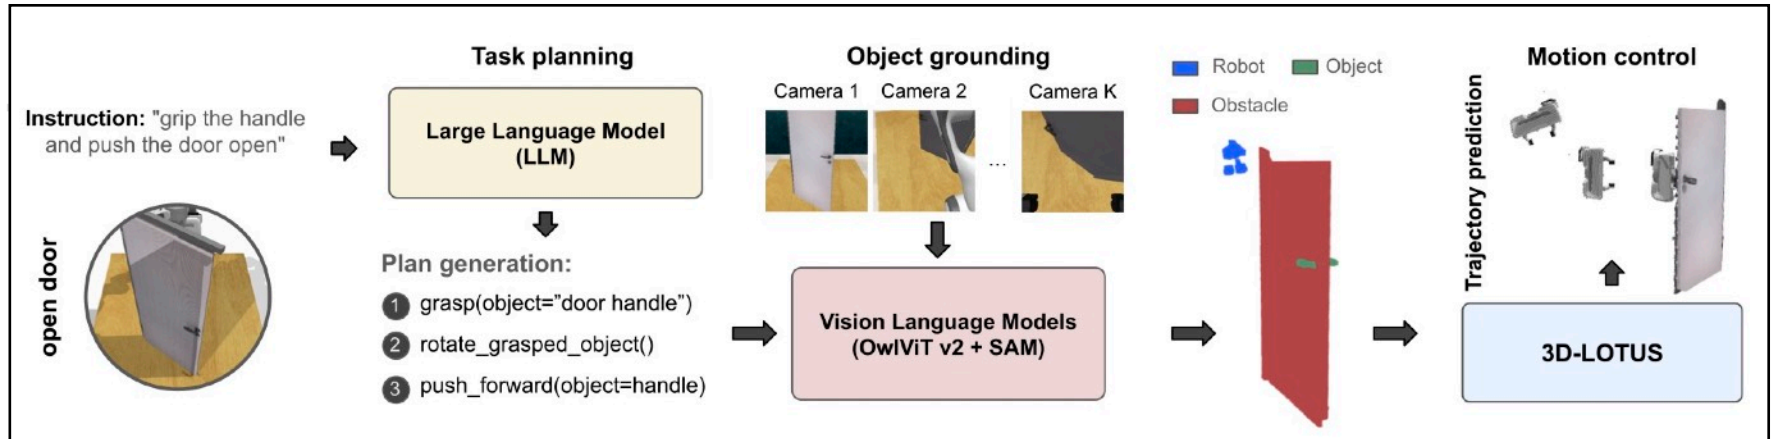 Task planning
Object grounding
Motion control
Robot
Object
Obstacle
Camera 1
Camera 2
...
Camera K
Instruction: "grip the handle
and push the door open"
Large Language Model
(LLM)
open door
Plan generation:
1 grasp(object="door handle”)
2 rotate_grasped_object()
3 push_forward(object=handle)
Vision Language Models
(OwlViT v2 + SAM)
Trajectory prediction
3D-LOTUS